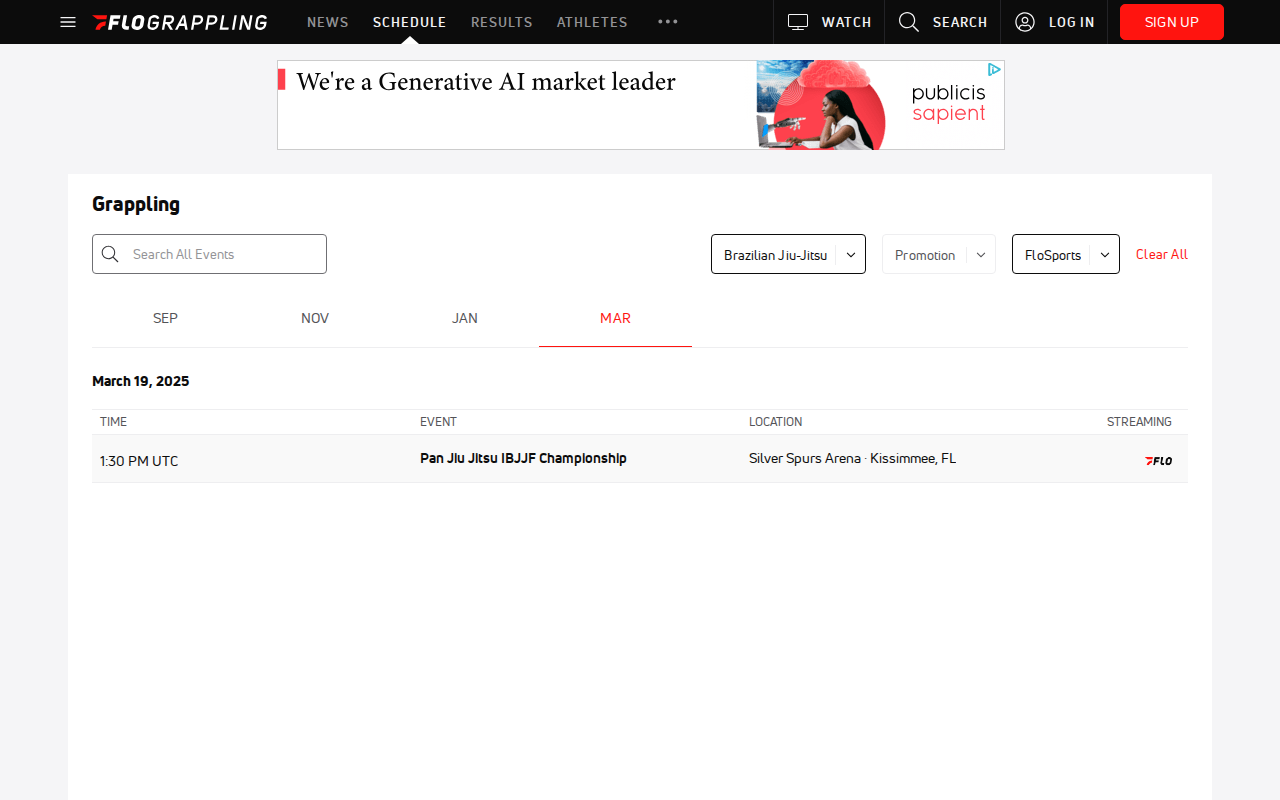 FLOGRAPPLING NEWS SCHEDULE RESULTS ATHLETES WATCH SEARCH LOG IN SIGN UP
We're a Generative AI market leader
publicis
sapient
Grappling
Search All Events Brazilian Jiu-Jitsu Promotion FloSports Clear All
SEP NOV JAN MAR
March 19, 2025
TIME EVENT LOCATION STREAMING
1:30 PM UTC Pan Jiu Jitsu IBJJF Championship Silver Spurs Arena · Kissimmee, FL FLO